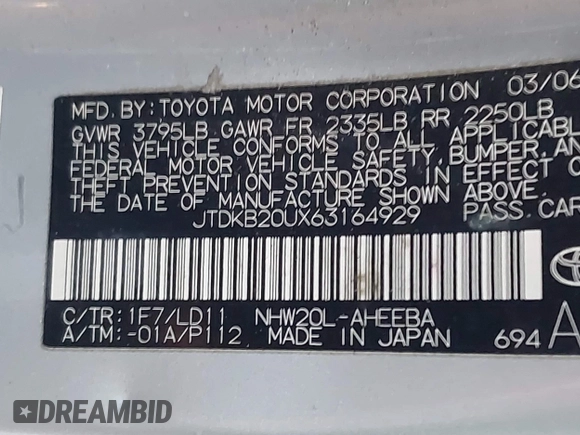 MFD. BY: TOYOTA MOTOR CORPORATION 03/06
GVWR 3795LB GAWR FR 2335LB RR 2250LB
THIS VEHICLE CONFORMS TO ALL APPLICABL
FEDERAL MOTOR VEHICLE SAFETY, BUMPER, AN
THEFT PREVENTION STANDARDS IN EFFECT O
THE DATE OF MANUFACTURE SHOWN ABOVE.
JTDKB20UX63164929 PASS. CAR
C/TR: 1F7/LD11 NHW20L-AHEEBA
A/TM: -01A/P112 MADE IN JAPAN 694 A
DREAMBID